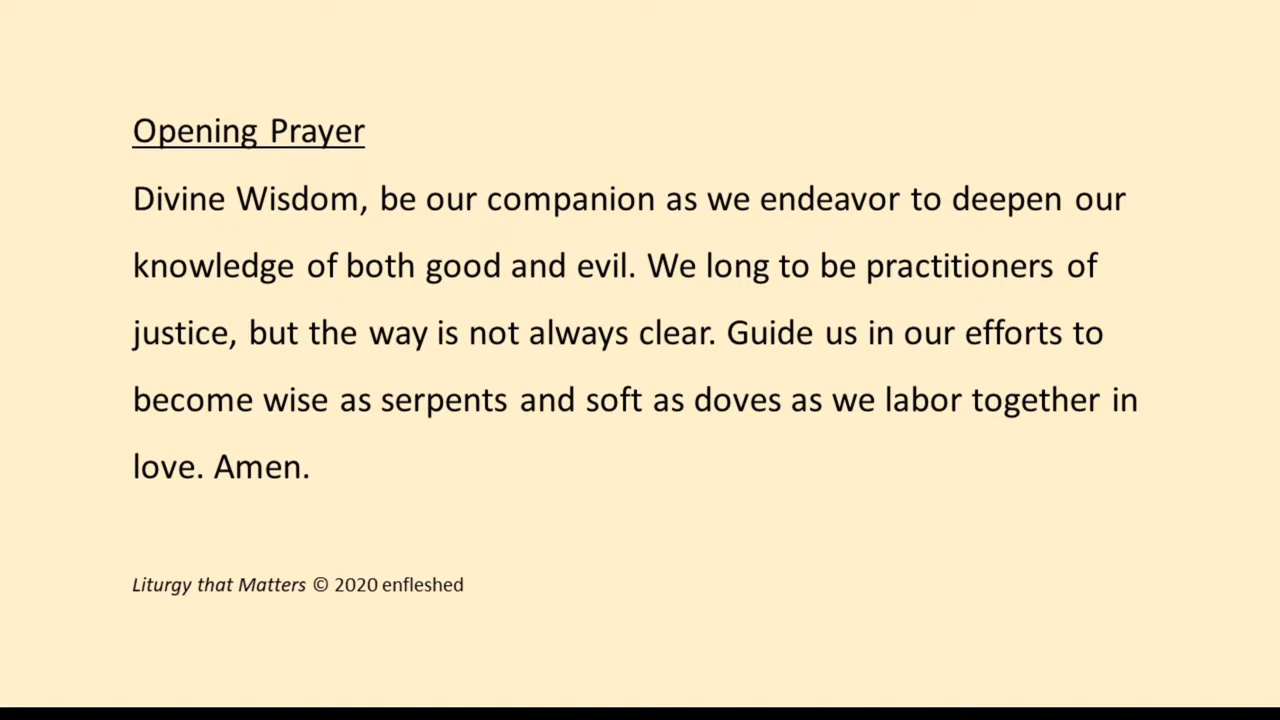 Opening Prayer
Divine Wisdom, be our companion as we endeavor to deepen our
knowledge of both good and evil. We long to be practitioners of
justice, but the way is not always clear. Guide us in our efforts to
become wise as serpents and soft as doves as we labor together in
love. Amen.
Liturgy that Matters © 2020 enfleshed